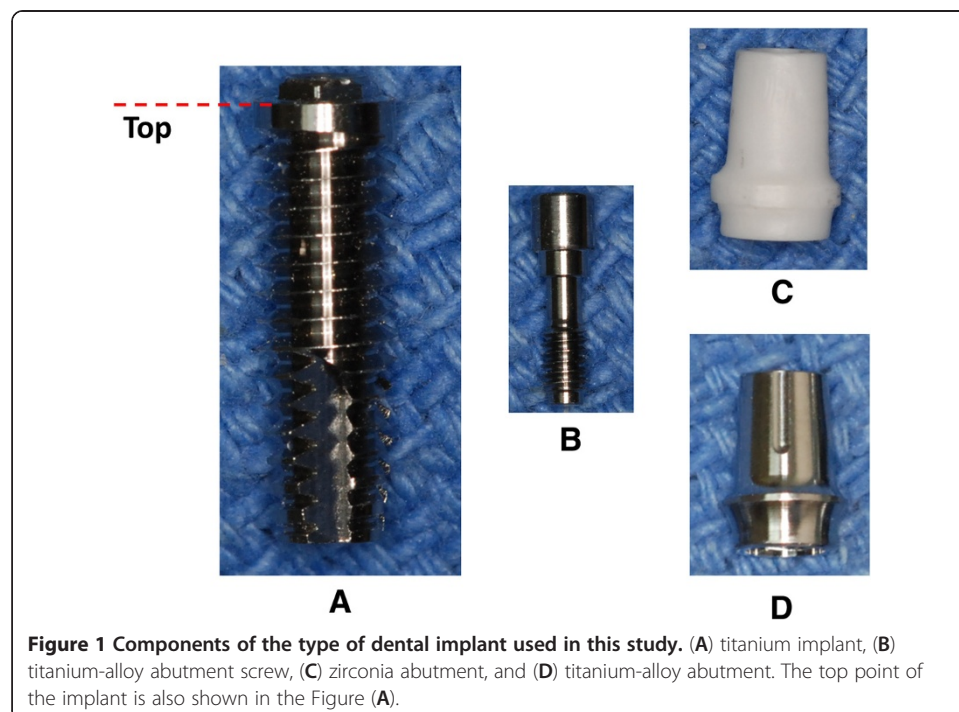 Top
A
B
C
D
Figure 1 Components of the type of dental implant used in this study. (A) titanium implant, (B)
titanium-alloy abutment screw, (C) zirconia abutment, and (D) titanium-alloy abutment. The top point of
the implant is also shown in the Figure (A).